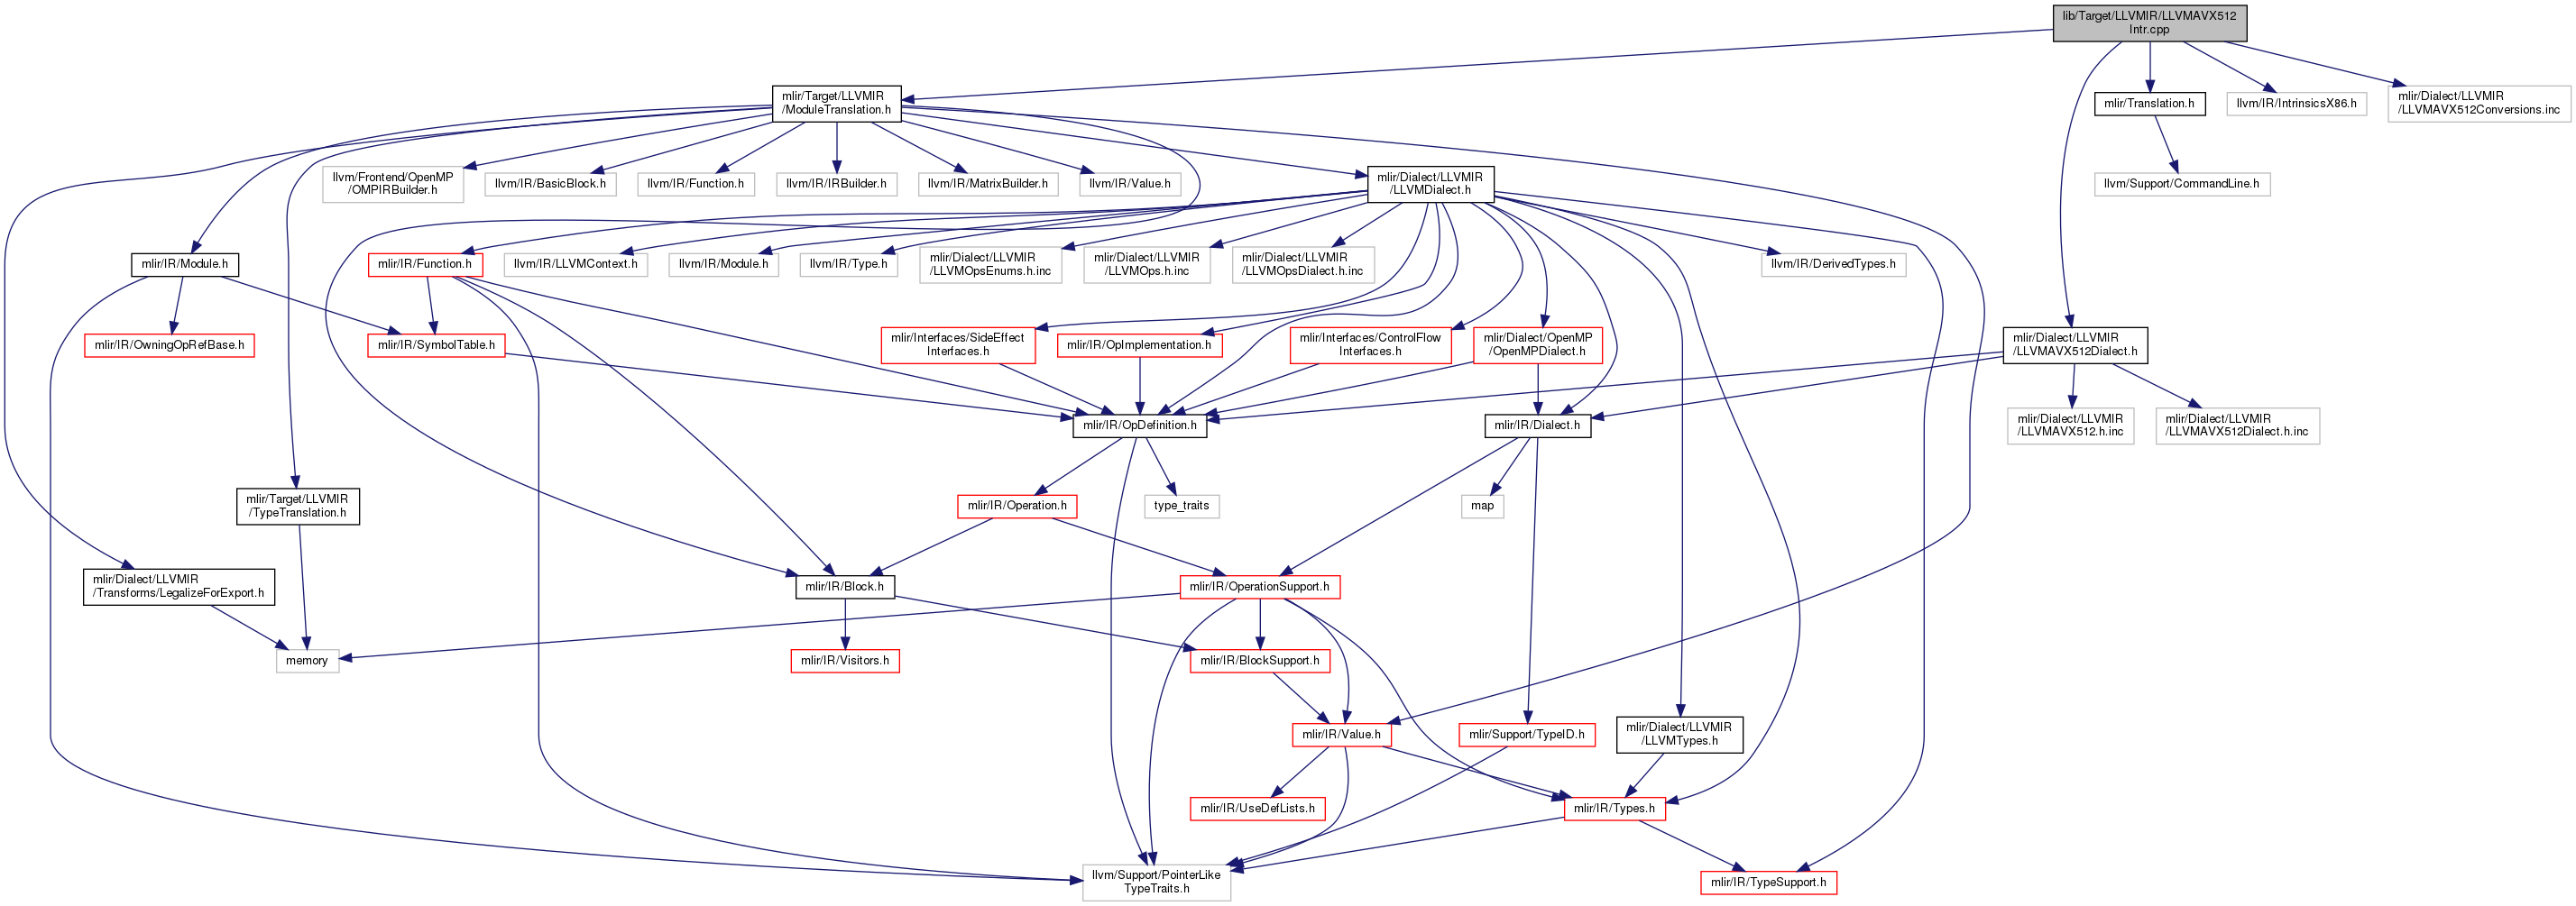 lib/Target/LLVMIR/LLVMAVX512
Intr.cpp
mlir/Target/LLVMIR
/ModuleTranslation.h
mlir/Translation.h
llvm/IR/IntrinsicsX86.h
mlir/Dialect/LLVMIR
/LLVMAVX512Conversions.inc
llvm/Frontend/OpenMP
/OMPIRBuilder.h
llvm/IR/BasicBlock.h
llvm/IR/Function.h
llvm/IR/IRBuilder.h
llvm/IR/MatrixBuilder.h
llvm/IR/Value.h
mlir/Dialect/LLVMIR
/LLVMDialect.h
llvm/Support/CommandLine.h
mlir/IR/Module.h
mlir/IR/Function.h
llvm/IR/LLVMContext.h
llvm/IR/Module.h
llvm/IR/Type.h
mlir/Dialect/LLVMIR
/LLVMOpsEnums.h.inc
mlir/Dialect/LLVMIR
/LLVMOps.h.inc
mlir/Dialect/LLVMIR
/LLVMOpsDialect.h.inc
llvm/IR/DerivedTypes.h
mlir/IR/OwningOpRefBase.h
mlir/IR/SymbolTable.h
mlir/Interfaces/SideEffect
Interfaces.h
mlir/IR/OpImplementation.h
mlir/Interfaces/ControlFlow
Interfaces.h
mlir/Dialect/OpenMP
/OpenMPDialect.h
mlir/Dialect/LLVMIR
/LLVMAVX512Dialect.h
mlir/IR/OpDefinition.h
mlir/IR/Dialect.h
mlir/Dialect/LLVMIR
/LLVMAVX512.h.inc
mlir/Dialect/LLVMIR
/LLVMAVX512Dialect.h.inc
mlir/Target/LLVMIR
/TypeTranslation.h
mlir/IR/Operation.h
type_traits
map
mlir/Dialect/LLVMIR
/Transforms/LegalizeForExport.h
mlir/IR/Block.h
mlir/IR/OperationSupport.h
memory
mlir/IR/Visitors.h
mlir/IR/BlockSupport.h
mlir/IR/Value.h
mlir/Support/TypeID.h
mlir/Dialect/LLVMIR
/LLVMTypes.h
mlir/IR/UseDefLists.h
mlir/IR/Types.h
llvm/Support/PointerLike
TypeTraits.h
mlir/IR/TypeSupport.h